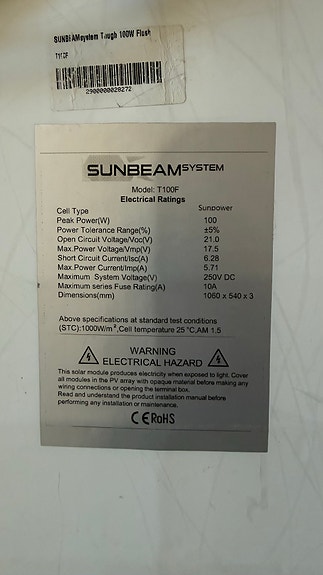 SUNBEAMsystem Tough 100W Flush
T110F
2900000028272
SUNBEAMSYSTEM
Model: T100F
Electrical Ratings
Cell Type Sunpower
Peak Power(W) 100
Power Tolerance Range(%) ±5%
Open Circuit Voltage/Voc(V) 21.0
Max.Power Voltage/Vmp(V) 17.5
Short Circuit Current/Isc(A) 6.28
Max.Power Current/Imp(A) 5.71
Maximum System.Voltage(V) 250V DC
Maximum series Fuse Rating(A) 10A
Dimensions(mm) 1060 x 540 x 3
Above specifications at standard test conditions
(STC):1000W/m²,Cell temperature 25 °C,AM 1.5
WARNING
ELECTRICAL HAZARD
This solar module produces electricity when exposed to light. Cover
all modules in the PV array with opaque material before making any
wiring connections or opening the terminal box.
Read and understand the product installation manual before
performing any installation or maintenance.
CE RoHS